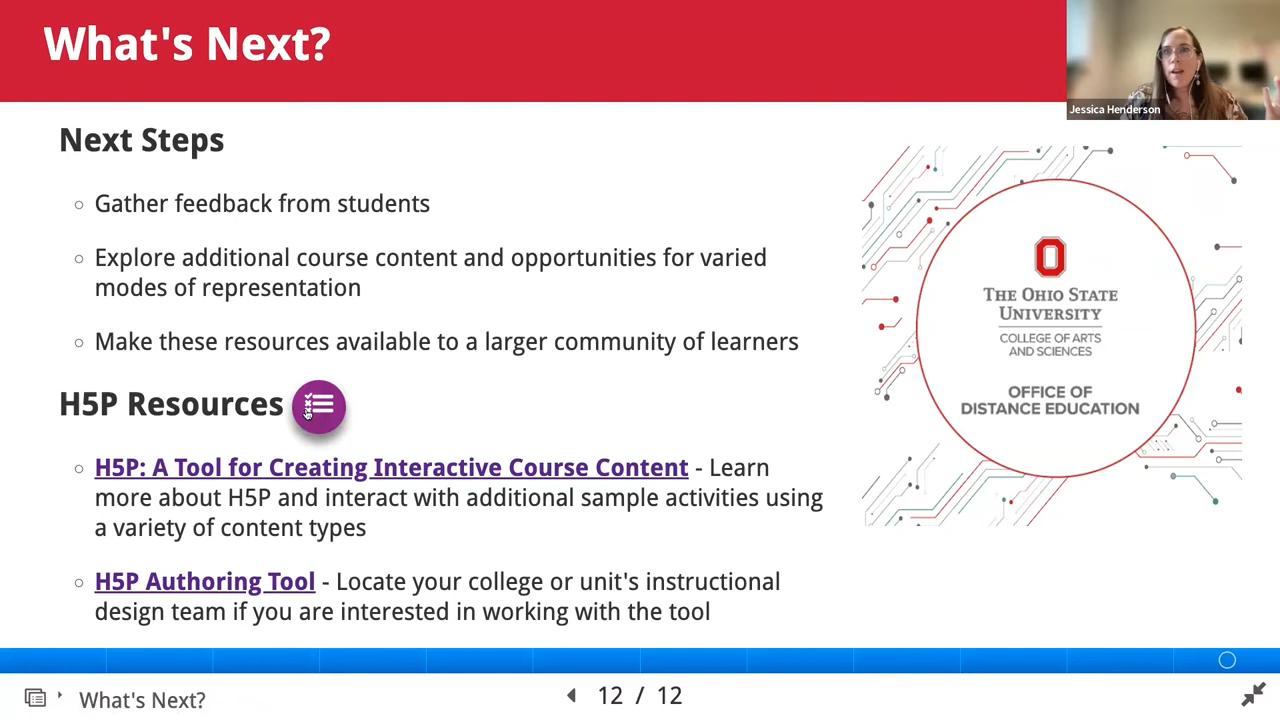 What's Next?
Jessica Henderson
Next Steps
Gather feedback from students
Explore additional course content and opportunities for varied
modes of representation
Make these resources available to a larger community of learners
H5P Resources
H5P: A Tool for Creating Interactive Course Content - Learn
more about H5P and interact with additional sample activities using
a variety of content types
H5P Authoring Tool - Locate your college or unit's instructional
design team if you are interested in working with the tool
THE OHIO STATE
UNIVERSITY
COLLEGE OF ARTS
AND SCIENCES
OFFICE OF
DISTANCE EDUCATION
What's Next?
12 / 12